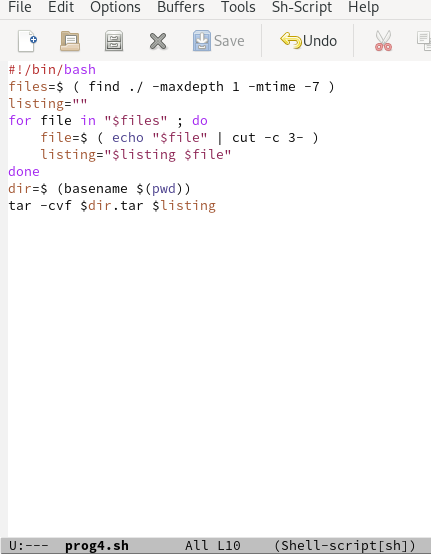 File Edit Options Buffers Tools Sh-Script Help
Save Undo
#!/bin/bash
files=$ ( find ./ -maxdepth 1 -mtime -7 )
listing=""
for file in "$files" ; do
    file=$ ( echo "$file" | cut -c 3- )
    listing="$listing $file"
done
dir=$ (basename $(pwd))
tar -cvf $dir.tar $listing
U:--- prog4.sh All L10 (Shell-script[sh])